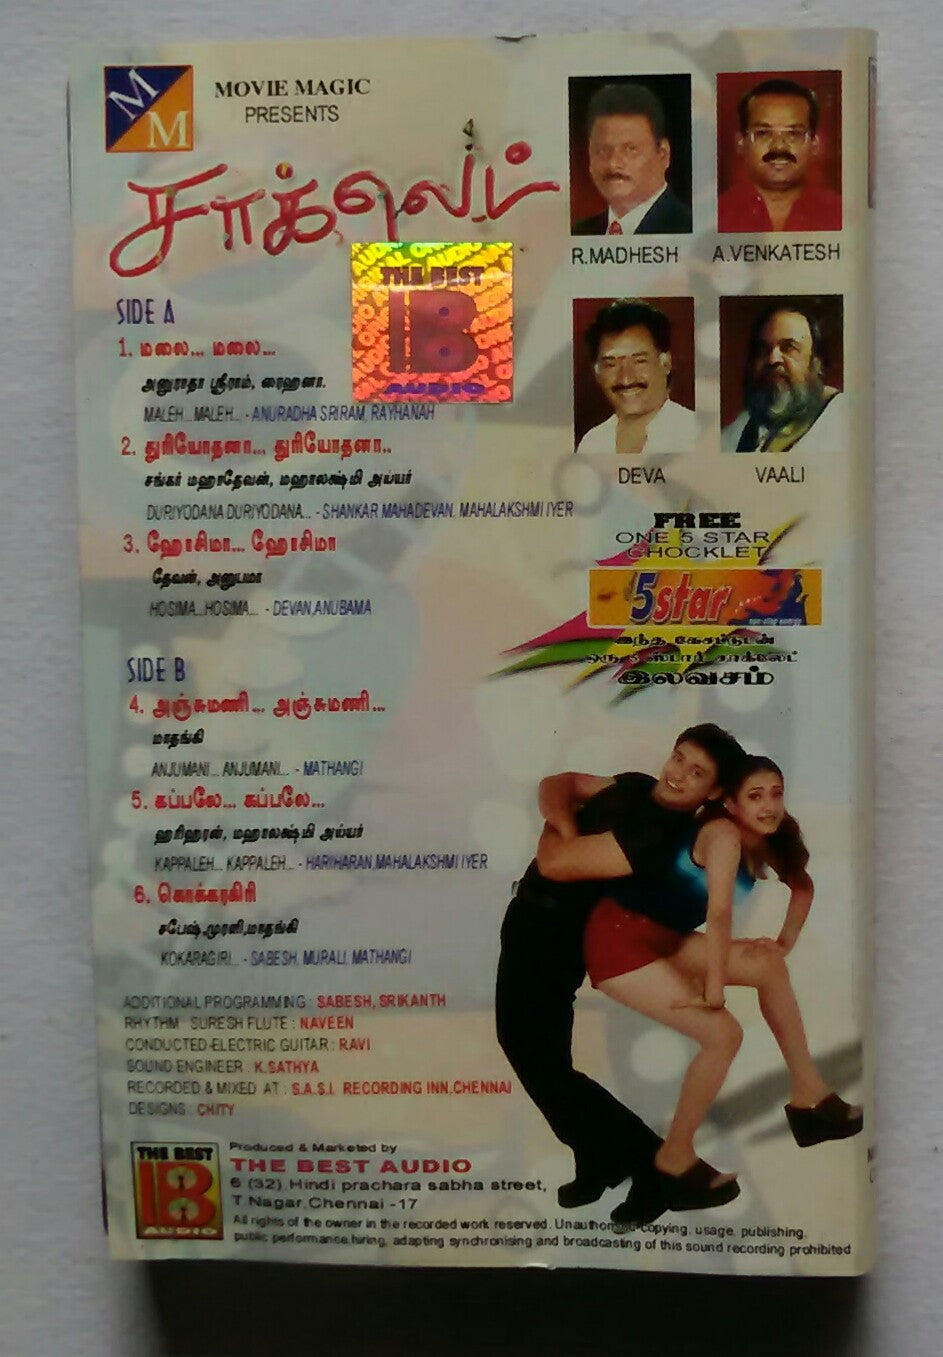 M
M
MOVIE MAGIC
PRESENTS
சாக்லெட்
THE BEST
B
AUDIO
SIDE A
1. மலை... மலை...
அனுராதா ஸ்ரீராம், ரைஹனா.
MALEH...MALEH... - ANURADHA SRIRAM, RAYHANAH
2. துரியோதனா... துரியோதனா..
சங்கர் மஹாதேவன், மஹாலக்ஷ்மி அய்யர்
DURIYODANA DURIYODANA... - SHANKAR MAHADEVAN, MAHALAKSHMI IYER
3. ஹோசிமா... ஹோசிமா
தேவன், அனுபமா
HOSIMA...HOSIMA... - DEVAN,ANUBAMA
SIDE B
4. அஞ்சுமணி... அஞ்சுமணி...
மாதங்கி
ANJUMANI... ANJUMANI... - MATHANGI
5. கப்பலே... கப்பலே...
ஹரிஹரன், மஹாலக்ஷ்மி அய்யர்
KAPPALEH... KAPPALEH... - HARIHARAN,MAHALAKSHMI IYER
6. கொக்கரகிரி
சபேஷ்,முரளி,மாதங்கி
KOKARAGIRI... - SABESH, MURALI, MATHANGI
R.MADHESH
A.VENKATESH
DEVA
VAALI
FREE
ONE 5 STAR
CHOCKLET
5star
இந்த கேசட்டுடன்
ஒரு 5 ஸ்டார் சாக்லேட்
இலவசம்
ADDITIONAL PROGRAMMING : SABESH, SRIKANTH
RHYTHM : SURESH FLUTE : NAVEEN
CONDUCTED-ELECTRIC GUITAR : RAVI
SOUND ENGINEER : K.SATHYA
RECORDED & MIXED AT : S.A.S.I. RECORDING INN,CHENNAI
DESIGNS : CHITY
THE BEST
B
AUDIO
Produced & Marketed by
THE BEST AUDIO
6 (32), Hindi prachara sabha street,
T.Nagar,Chennai -17
All rights of the owner in the recorded work reserved. copying, usage, publishing,
public performance,hiring, adapting synchronising and broadcasting of this sound recording prohibited